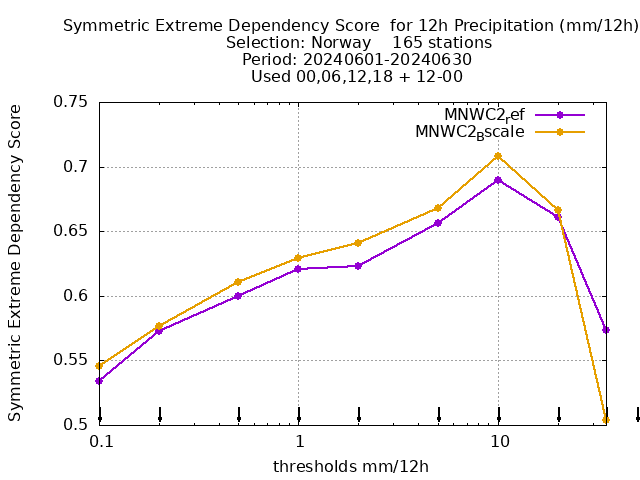 Symmetric Extreme Dependency Score  for 12h Precipitation (mm/12h)
Selection: Norway    165 stations
Period: 20240601-20240630
Used 00,06,12,18 + 12-00
MNWC2ref
MNWC2Bscale
0.75
0.7
0.65
0.6
0.55
0.5
Symmetric Extreme Dependency Score
0.1 1 10
thresholds mm/12h